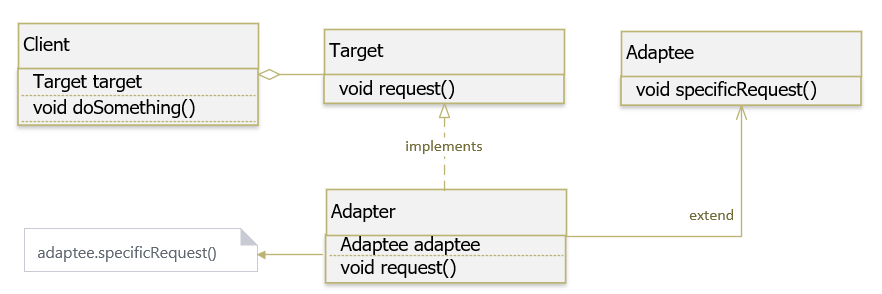 Client
Target target
void doSomething()
Target
void request()
Adaptee
void specificRequest()
implements
extend
Adapter
Adaptee adaptee
void request()
adaptee.specificRequest()